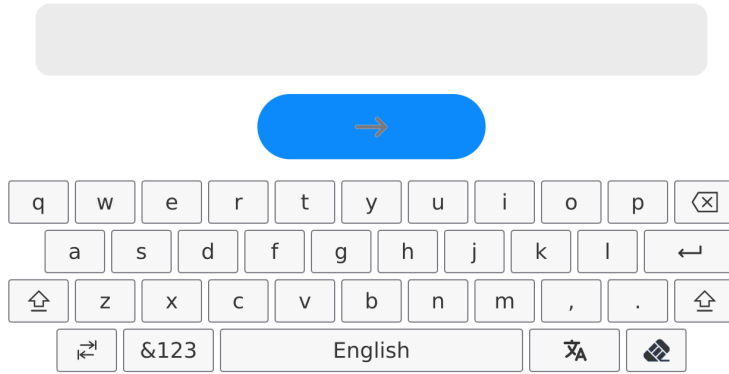 q w e r t y u i o p
a s d f g h j k l
z x c v b n m , .
&123 English